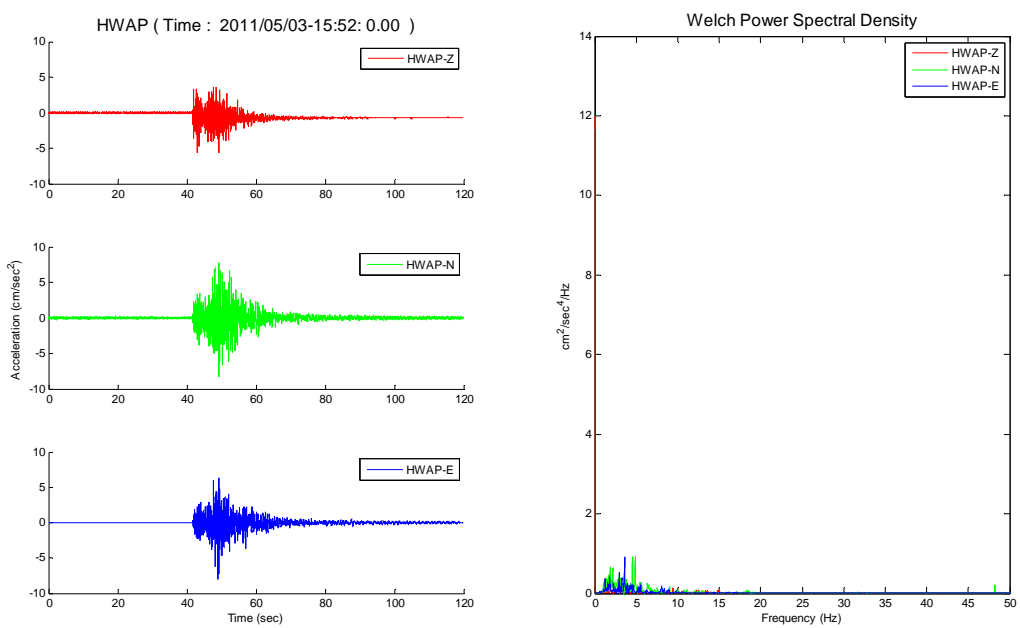 HWAP ( Time :  2011/05/03-15:52: 0.00  )
10
5
0
-5
-10
HWAP-Z
0 20 40 60 80 100 120
10
5
0
-5
-10
HWAP-N
Acceleration (cm/sec²)
0 20 40 60 80 100 120
10
5
0
-5
-10
HWAP-E
0 20 40 60 80 100 120
Time (sec)
Welch Power Spectral Density
14
12
10
8
6
4
2
0
cm²/sec⁴/Hz
HWAP-Z
HWAP-N
HWAP-E
0 5 10 15 20 25 30 35 40 45 50
Frequency (Hz)